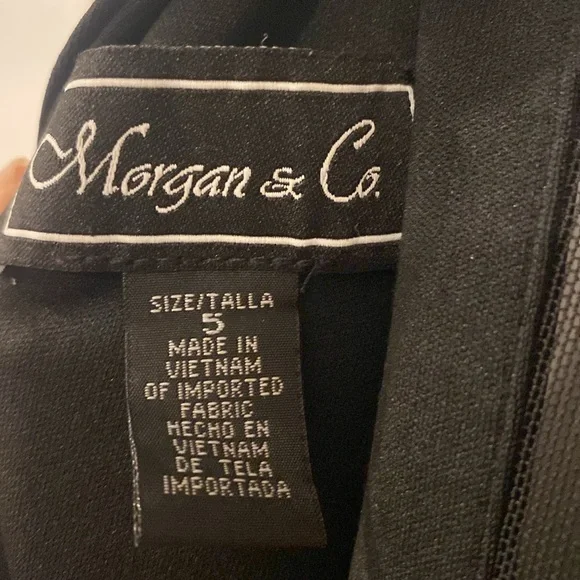 Morgan & Co.
SIZE/TALLA
5
MADE IN
VIETNAM
OF IMPORTED
FABRIC
HECHO EN
VIETNAM
DE TELA
IMPORTADA